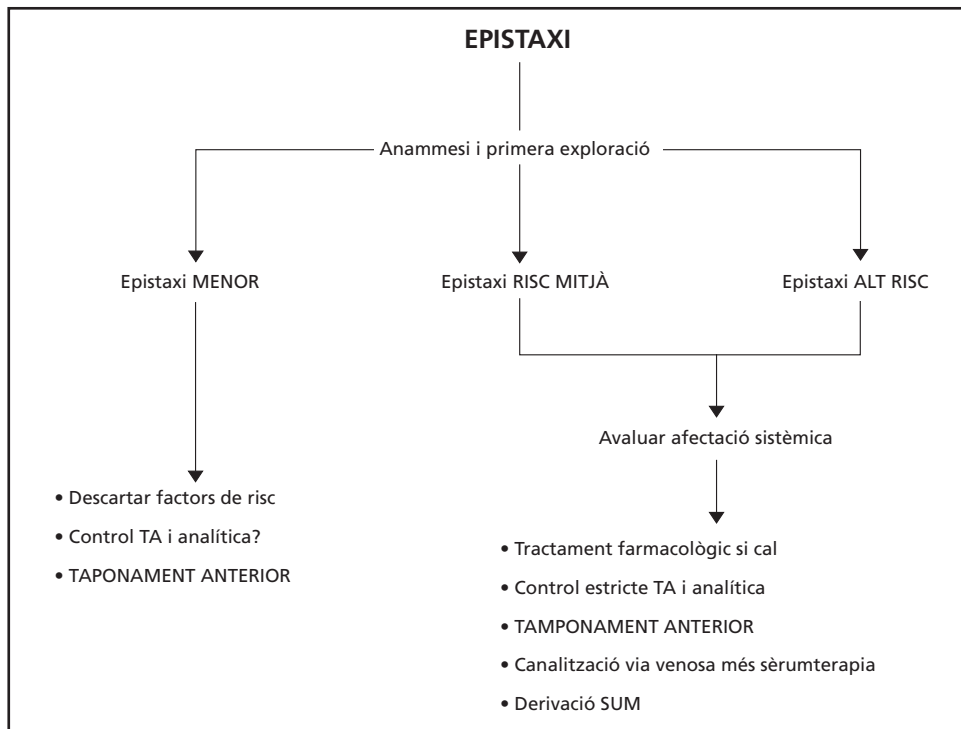 EPISTAXI
Anammesi i primera exploració
Epistaxi MENOR
Epistaxi RISC MITJÀ
Epistaxi ALT RISC
Avaluar afectació sistèmica
• Descartar factors de risc
• Control TA i analítica?
• TAPONAMENT ANTERIOR
• Tractament farmacològic si cal
• Control estricte TA i analítica
• TAMPONAMENT ANTERIOR
• Canalització via venosa més sèrumterapia
• Derivació SUM